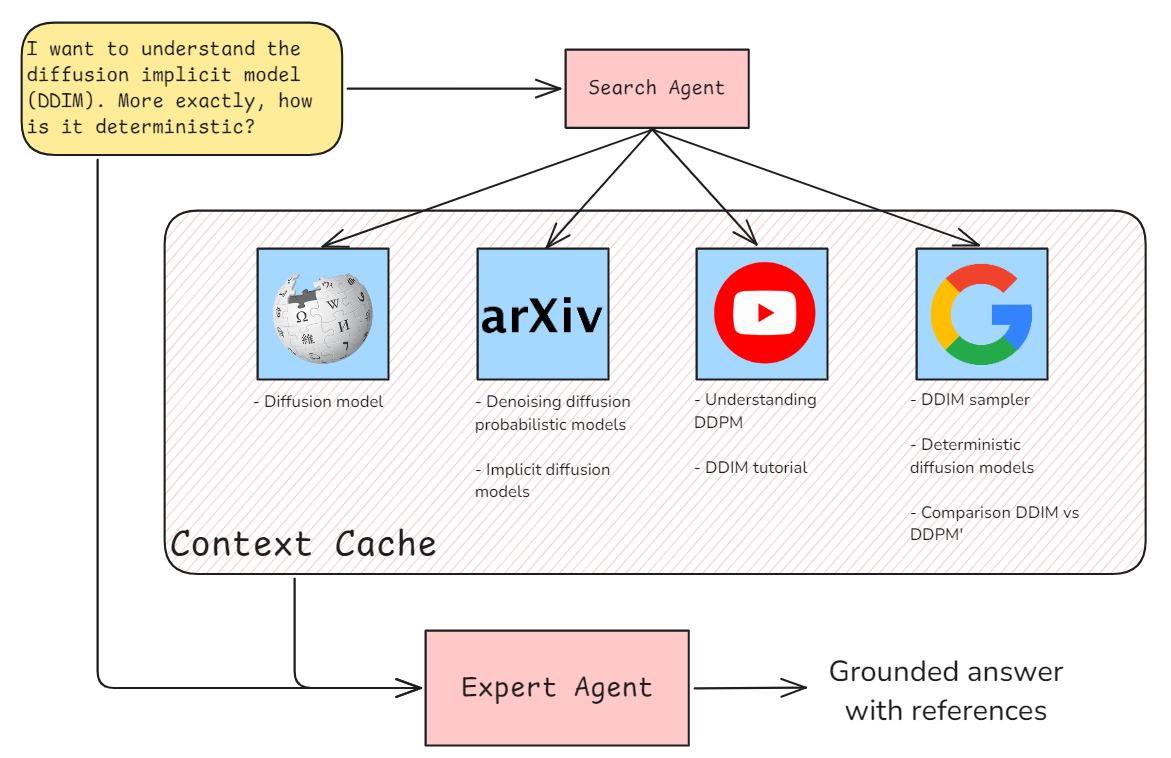 I want to understand the
diffusion implicit model
(DDIM). More exactly, how
is it deterministic?
Search Agent
Ω
W
И
維
arXiv
- Diffusion model
- Denoising diffusion
probabilistic models
- Implicit diffusion
models
- Understanding
DDPM
- DDIM tutorial
- DDIM sampler
- Deterministic
diffusion models
- Comparison DDIM vs
DDPM'
Context Cache
Expert Agent
Grounded answer
with references